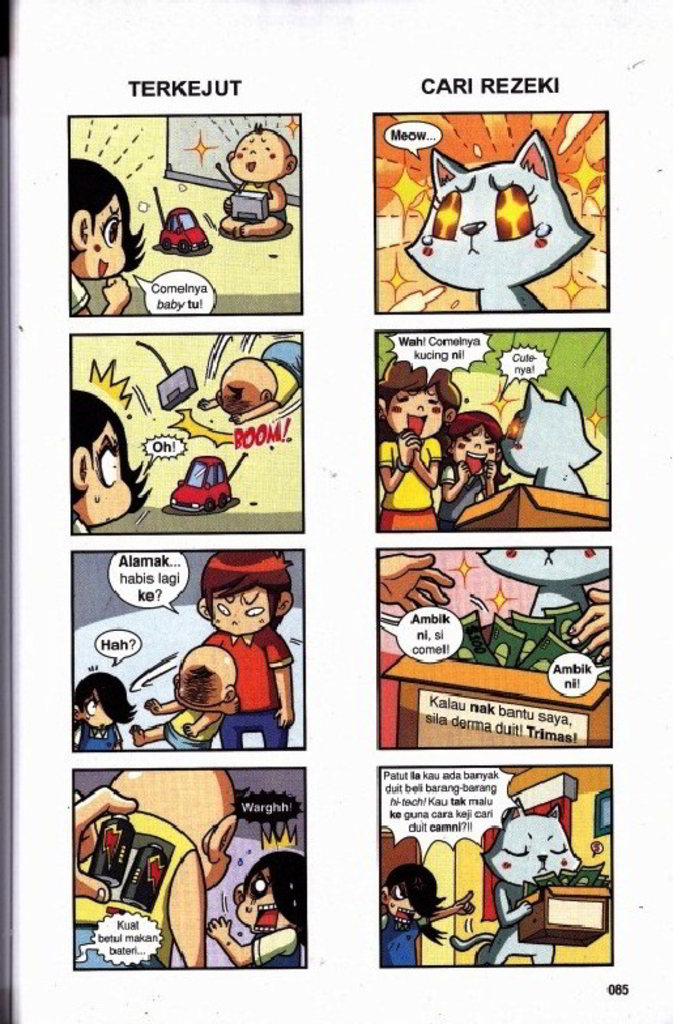 TERKEJUT
Comelnya
baby tu!
Oh!
BOOM!
Alamak...
habis lagi
ke?
Hah?
Warghh!
Kuat
betul makan
bateri...
CARI REZEKI
Meow...
Wah! Comelnya
kucing ni!
Cute-
nya!
Ambik
ni, si
comel!
Ambik
ni!
Kalau nak bantu saya,
sila derma duit! Trimas!
Patut la kau ada banyak
duit beli barang-barang
hi-tech! Kau tak malu
ke guna cara keji cari
duit camni?!!
085